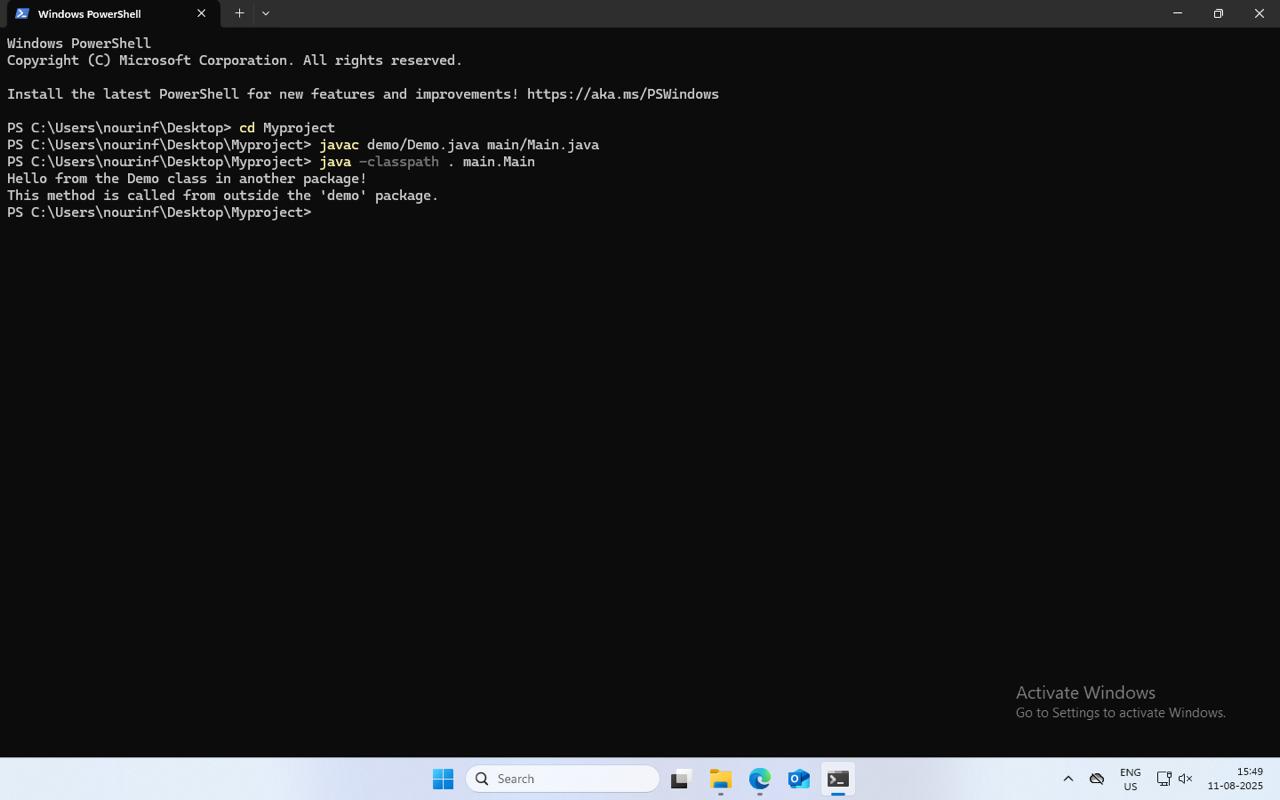 Windows PowerShell
Windows PowerShell
Copyright (C) Microsoft Corporation. All rights reserved.
Install the latest PowerShell for new features and improvements! https://aka.ms/PSWindows
PS C:\Users\nourinf\Desktop> cd Myproject
PS C:\Users\nourinf\Desktop\Myproject> javac demo/Demo.java main/Main.java
PS C:\Users\nourinf\Desktop\Myproject> java -classpath . main.Main
Hello from the Demo class in another package!
This method is called from outside the 'demo' package.
PS C:\Users\nourinf\Desktop\Myproject>
Activate Windows
Go to Settings to activate Windows.
Search
ENG
US
15:49
11-08-2025